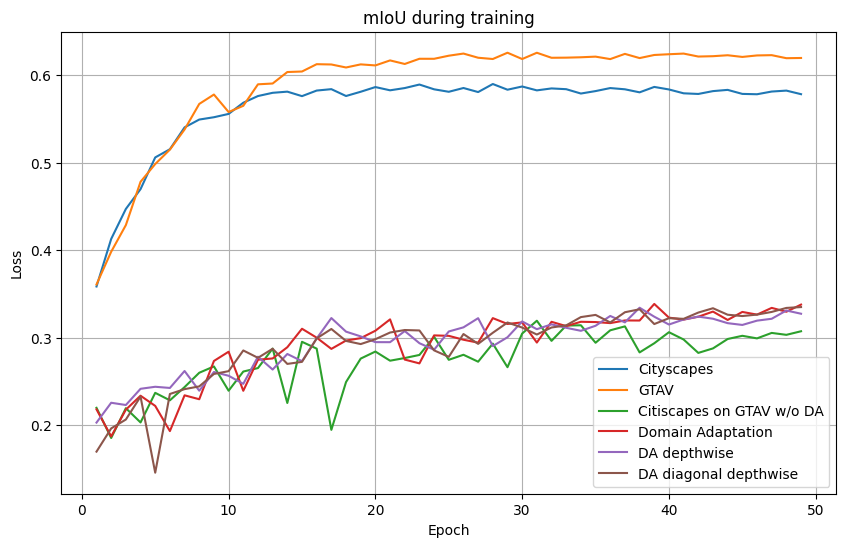 mIoU during training
Loss
0.6
0.5
0.4
0.3
0.2
0
10
20
30
40
50
Epoch
Cityscapes
GTAV
Citiscapes on GTAV w/o DA
Domain Adaptation
DA depthwise
DA diagonal depthwise